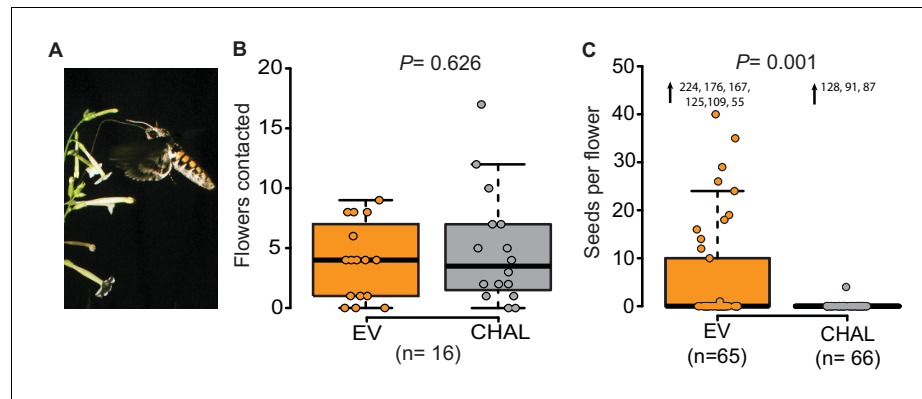 A
B
P= 0.626
20
15
10
5
0
Flowers contacted
EV
CHAL
(n= 16)
C
P= 0.001
50
40
30
20
10
0
Seeds per flower
224, 176, 167,
125,109, 55
128, 91, 87
EV
CHAL
(n=65)
(n= 66)